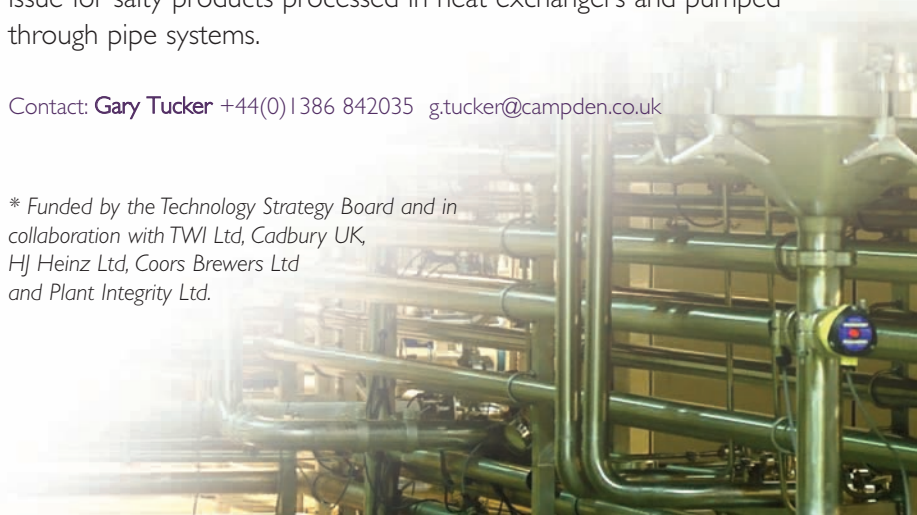 issue for salty products processed in heat exchangers and pumped
through pipe systems.
Contact: Gary Tucker +44(0)1386 842035 g.tucker@campden.co.uk
* Funded by the Technology Strategy Board and in
collaboration with TWI Ltd, Cadbury UK,
HJ Heinz Ltd, Coors Brewers Ltd
and Plant Integrity Ltd.